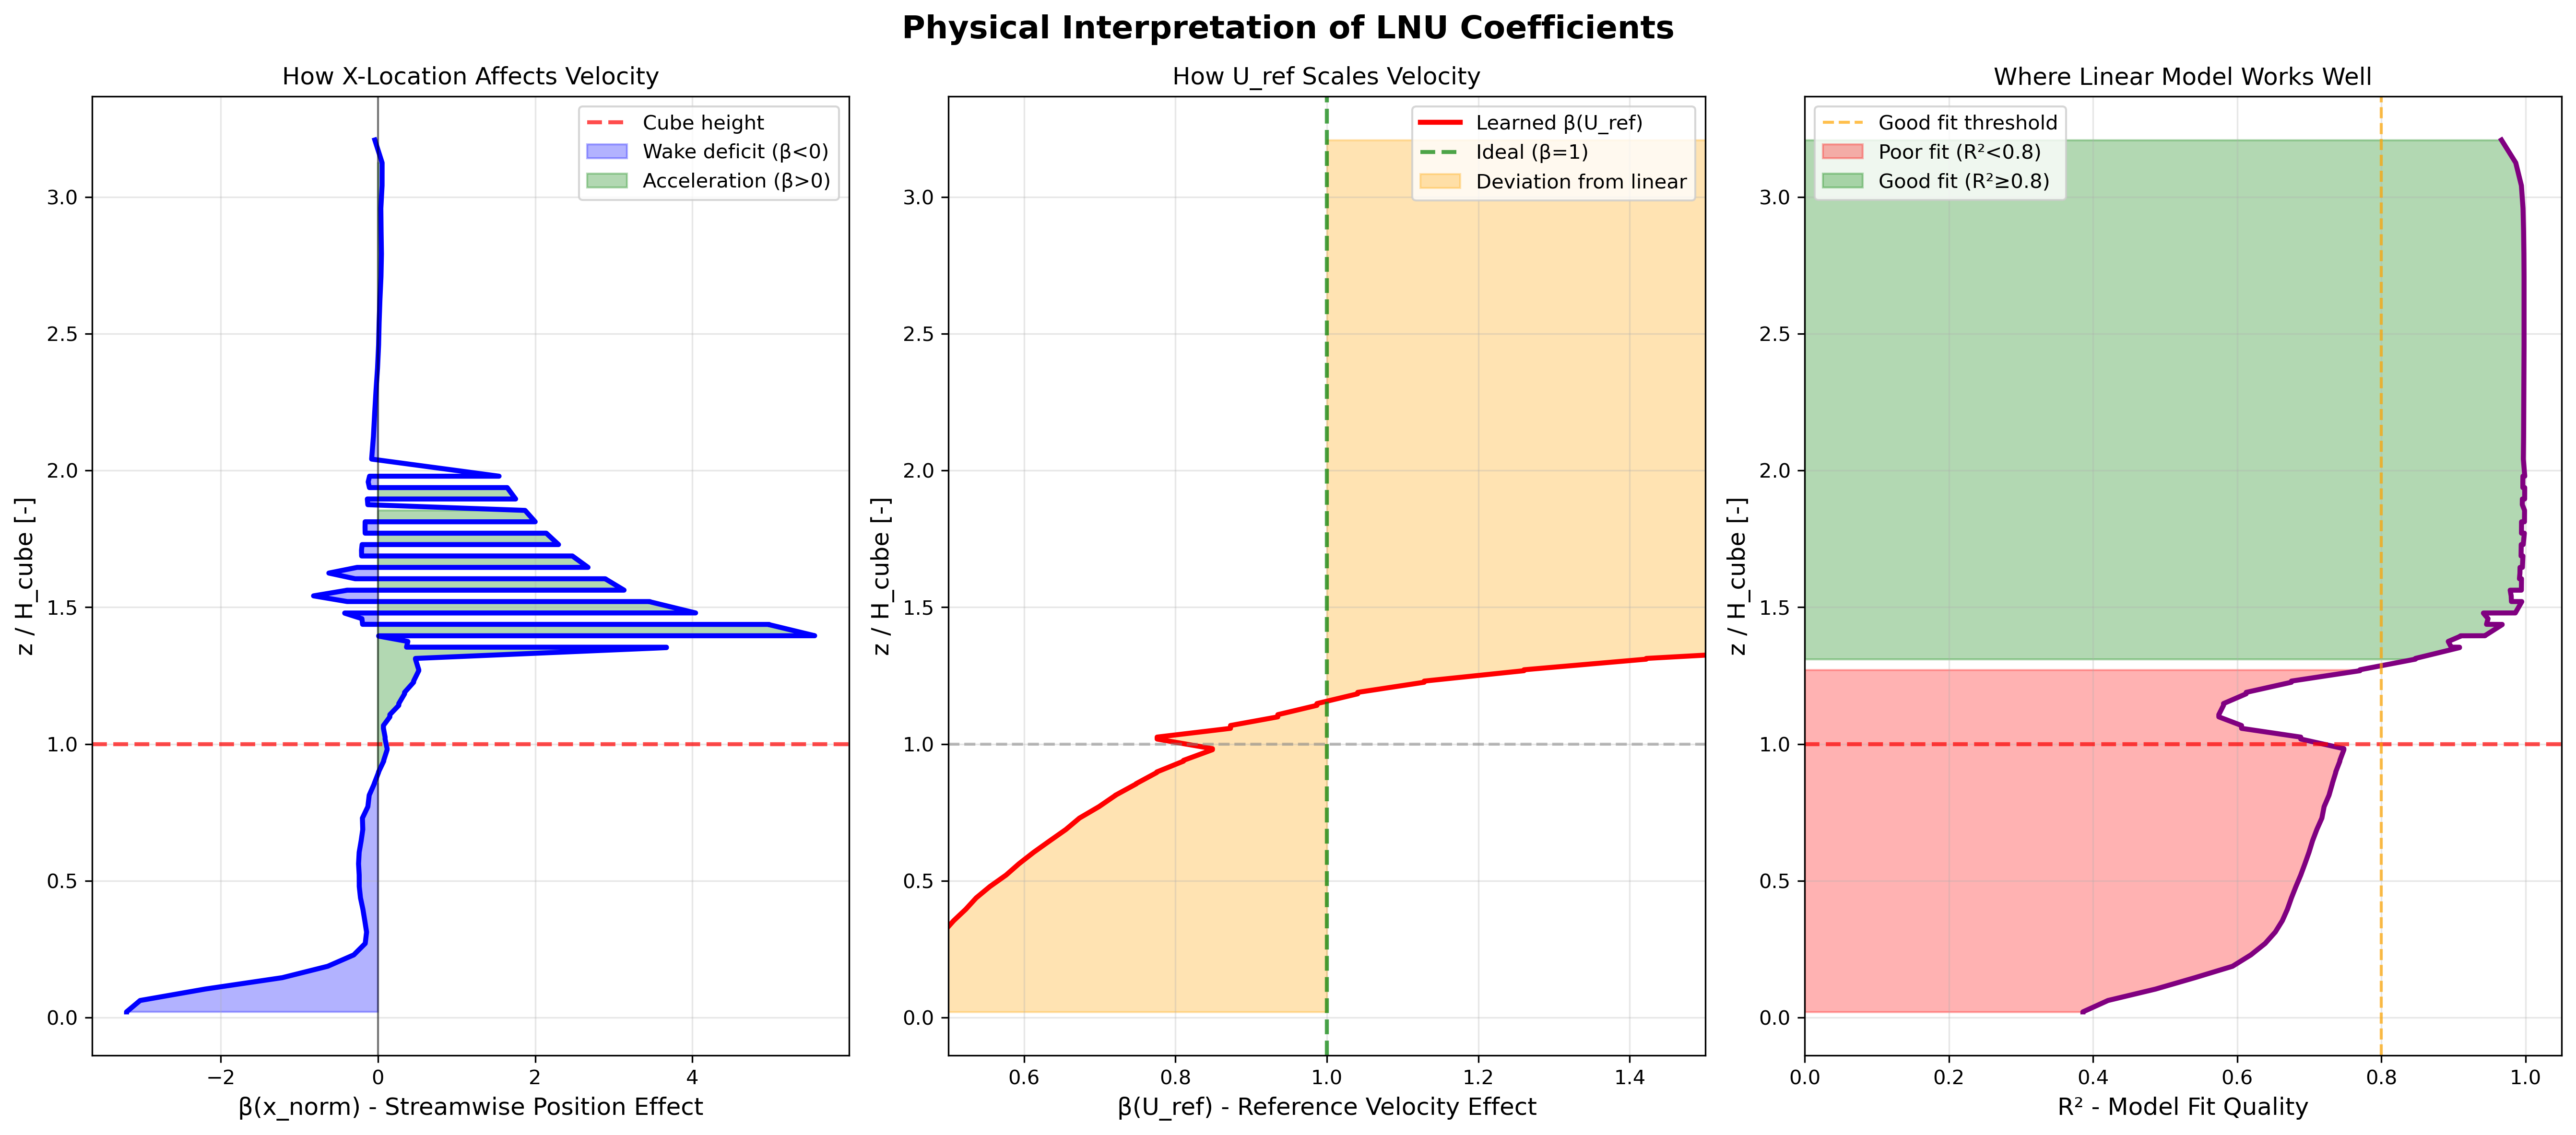 Physical Interpretation of LNU Coefficients
How X-Location Affects Velocity
Cube height
Wake deficit (β<0)
Acceleration (β>0)
3.0
2.5
2.0
1.5
1.0
0.5
0.0
z / H_cube [-]
−2
0
2
4
β(x_norm) - Streamwise Position Effect
How U_ref Scales Velocity
Learned β(U_ref)
Ideal (β=1)
Deviation from linear
3.0
2.5
2.0
1.5
1.0
0.5
0.0
z / H_cube [-]
0.6
0.8
1.0
1.2
1.4
β(U_ref) - Reference Velocity Effect
Where Linear Model Works Well
Good fit threshold
Poor fit (R²<0.8)
Good fit (R²≥0.8)
3.0
2.5
2.0
1.5
1.0
0.5
0.0
z / H_cube [-]
0.0
0.2
0.4
0.6
0.8
1.0
R² - Model Fit Quality